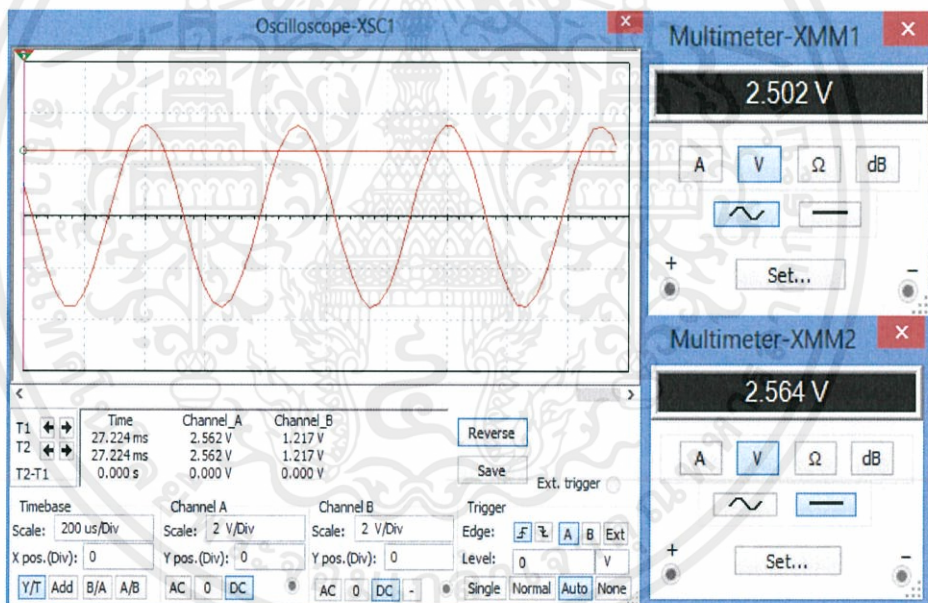 Oscilloscope-XSC1
Time Channel_A Channel_B
T1 27.224 ms 2.562 V 1.217 V
T2 27.224 ms 2.562 V 1.217 V
T2-T1 0.000 s 0.000 V 0.000 V
Reverse
Save
Ext. trigger
Timebase
Scale: 200 us/Div
X pos.(Div): 0
Y/T Add B/A A/B
Channel A
Scale: 2 V/Div
Y pos.(Div): 0
AC 0 DC
Channel B
Scale: 2 V/Div
Y pos.(Div): 0
AC 0 DC -
Trigger
Edge: A B Ext
Level: 0 V
Single Normal Auto None
Multimeter-XMM1
2.502 V
A V Ω dB
+ Set... -
Multimeter-XMM2
2.564 V
A V Ω dB
+ Set... -